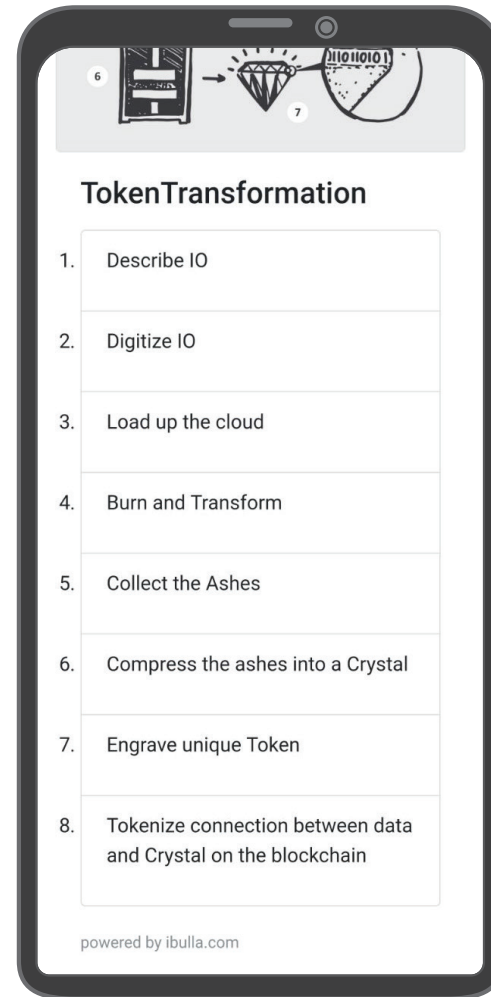 6
7
TokenTransformation
1. Describe IO
2. Digitize IO
3. Load up the cloud
4. Burn and Transform
5. Collect the Ashes
6. Compress the ashes into a Crystal
7. Engrave unique Token
8. Tokenize connection between data
and Crystal on the blockchain
powered by ibulla.com